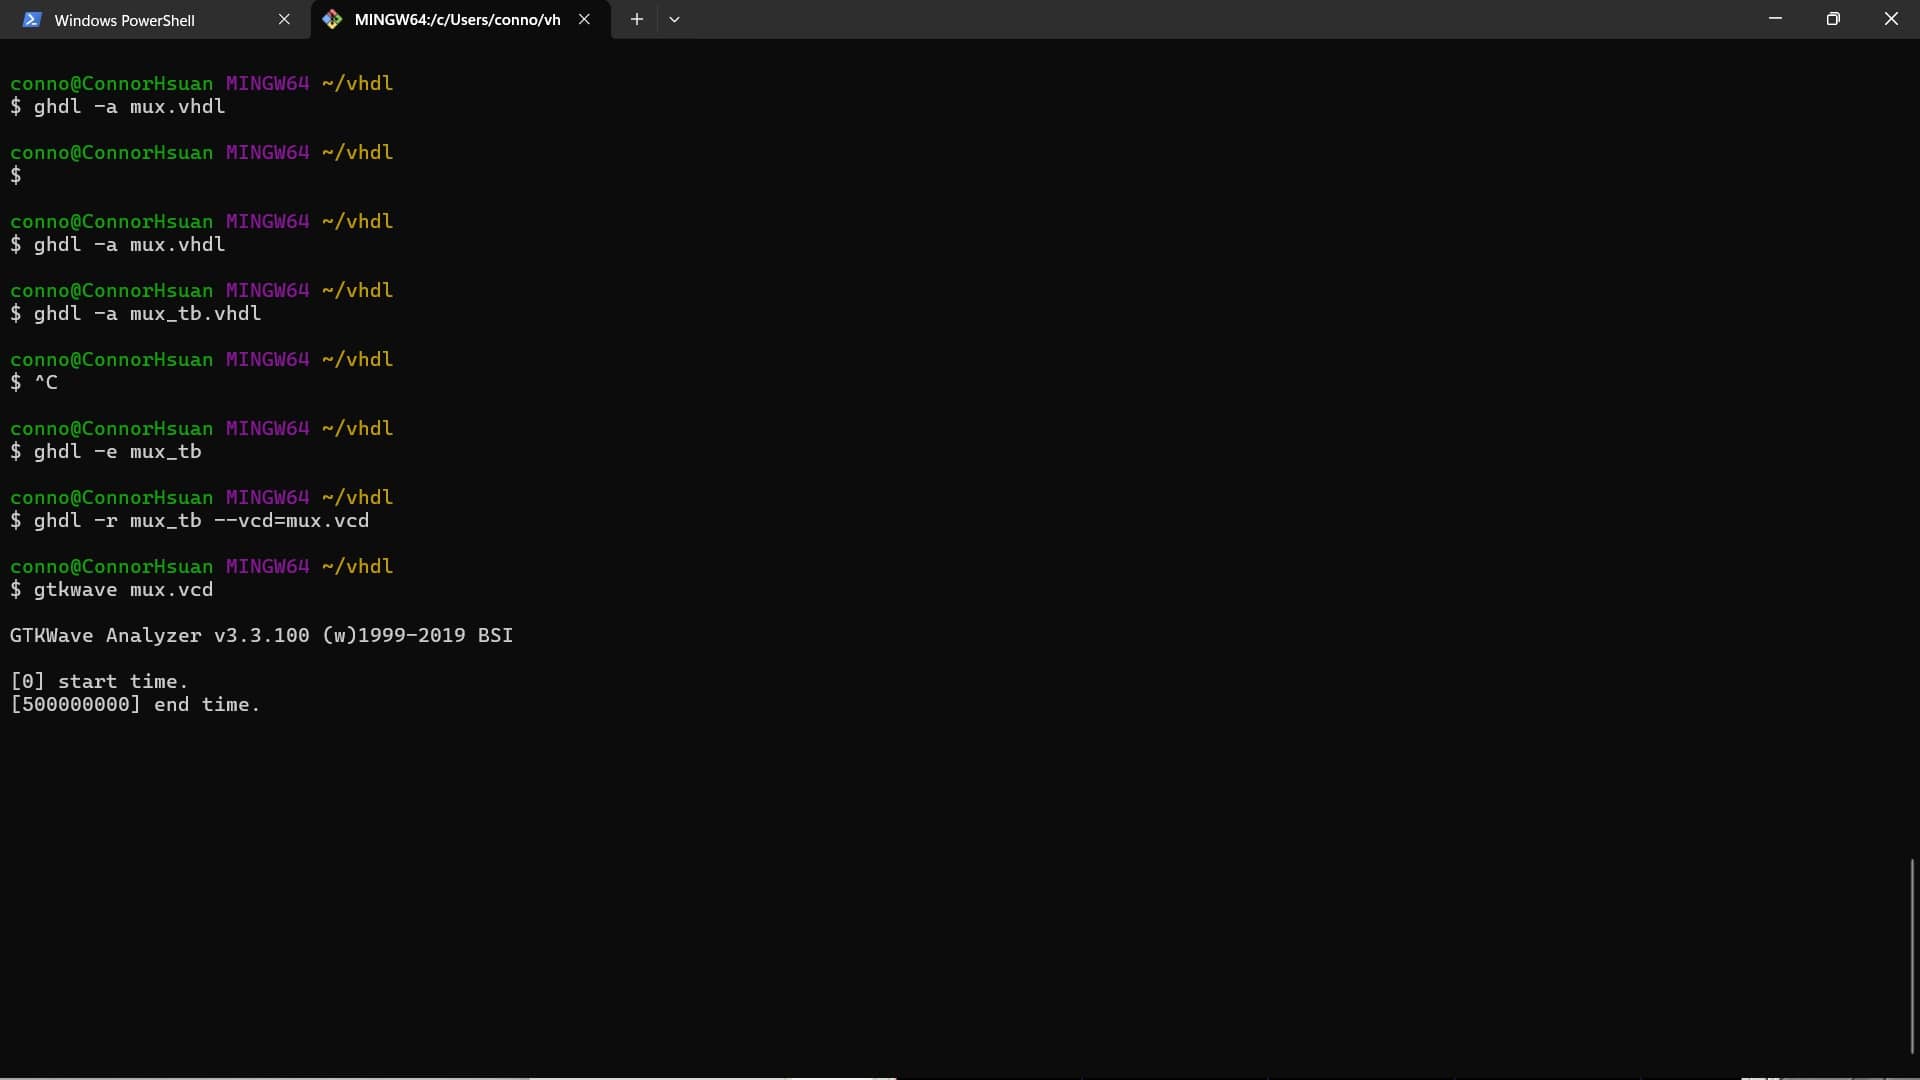 Windows PowerShell
MINGW64:/c/Users/conno/vh
conno@ConnorHsuan MINGW64 ~/vhdl
$ ghdl -a mux.vhdl
conno@ConnorHsuan MINGW64 ~/vhdl
$
conno@ConnorHsuan MINGW64 ~/vhdl
$ ghdl -a mux.vhdl
conno@ConnorHsuan MINGW64 ~/vhdl
$ ghdl -a mux_tb.vhdl
conno@ConnorHsuan MINGW64 ~/vhdl
$ ^C
conno@ConnorHsuan MINGW64 ~/vhdl
$ ghdl -e mux_tb
conno@ConnorHsuan MINGW64 ~/vhdl
$ ghdl -r mux_tb --vcd=mux.vcd
conno@ConnorHsuan MINGW64 ~/vhdl
$ gtkwave mux.vcd
GTKWave Analyzer v3.3.100 (w)1999-2019 BSI
[0] start time.
[500000000] end time.